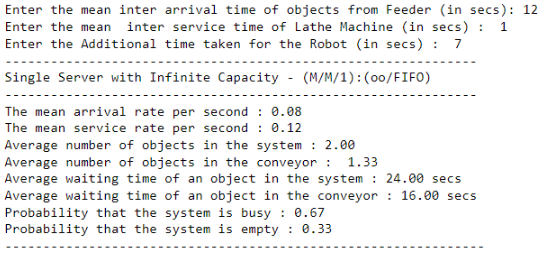 Enter the mean inter arrival time of objects from Feeder (in secs): 12
Enter the mean  inter service time of Lathe Machine (in secs) :  1
Enter the Additional time taken for the Robot (in secs) :  7
--------------------------------------------------------------
Single Server with Infinite Capacity - (M/M/1):(oo/FIFO)
--------------------------------------------------------------
The mean arrival rate per second : 0.08
The mean service rate per second : 0.12
Average number of objects in the system : 2.00
Average number of objects in the conveyor :  1.33
Average waiting time of an object in the system : 24.00 secs
Average waiting time of an object in the conveyor : 16.00 secs
Probability that the system is busy : 0.67
Probability that the system is empty : 0.33
---------------------------------------------------------------